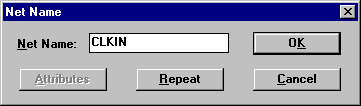 Net Name
Net Name: CLKIN OK
Attributes Repeat Cancel